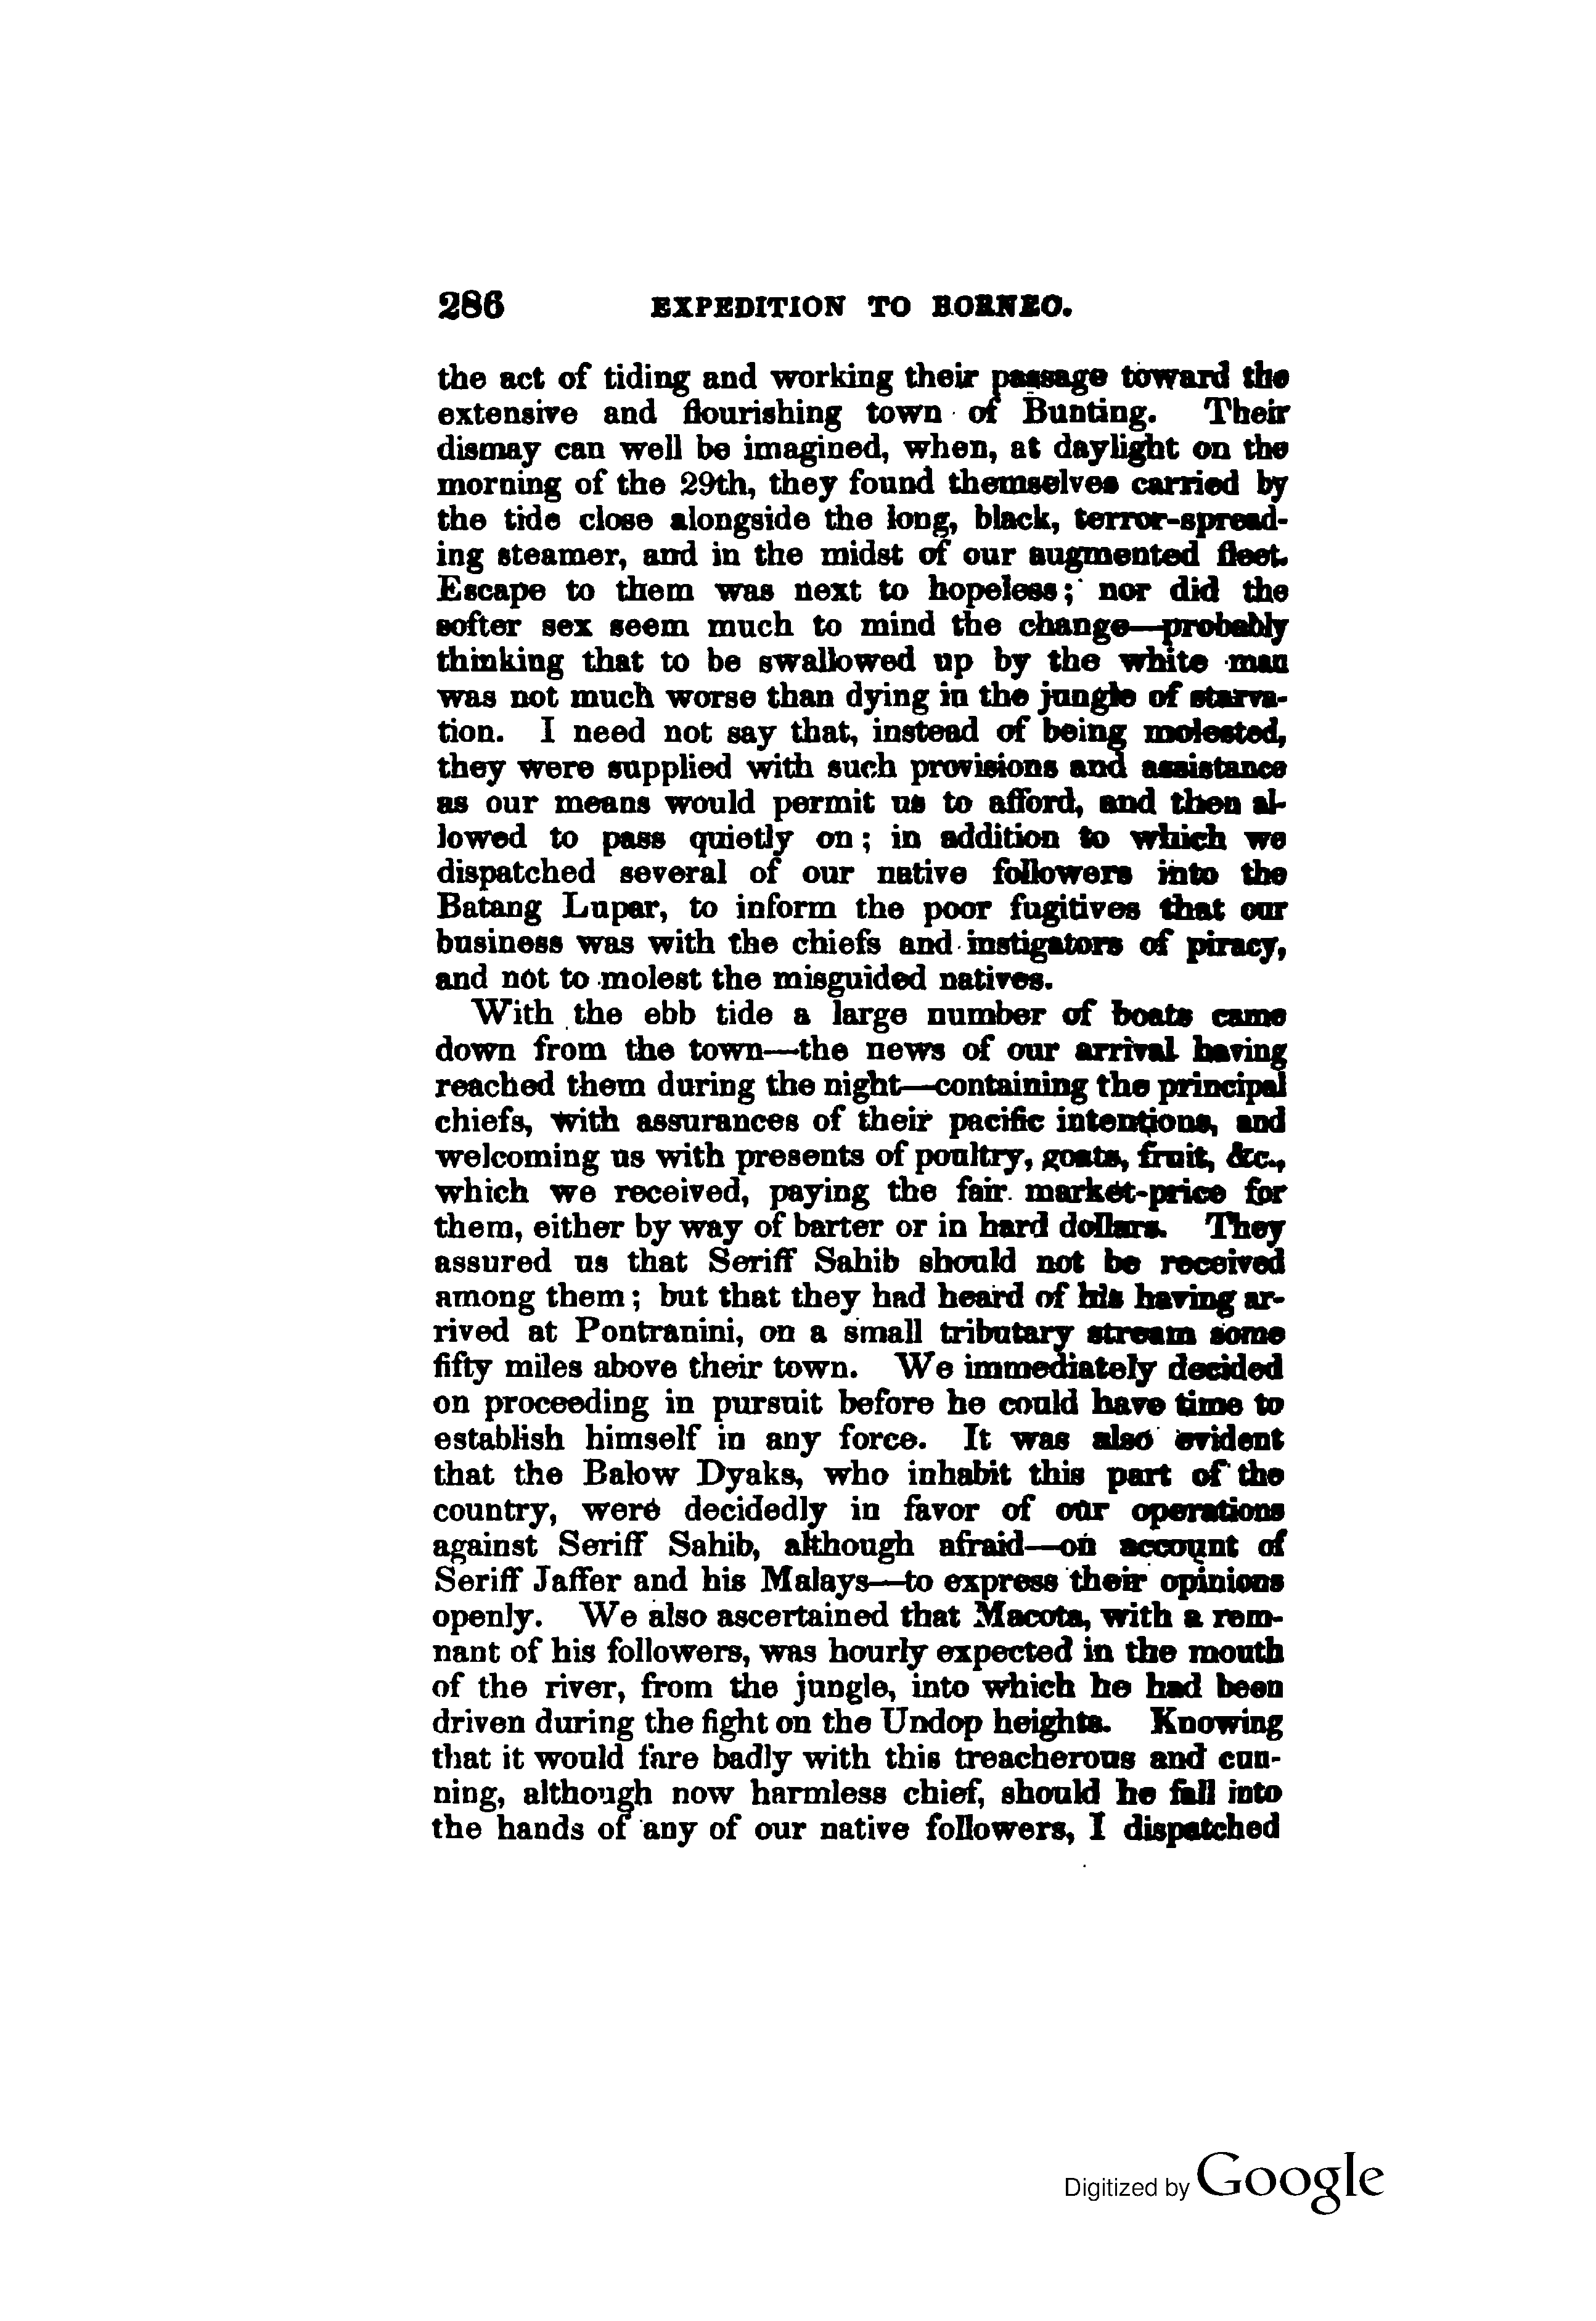 286 EXPEDITION TO BORNEO.
the act of tiding and working their passage toward the
extensive and flourishing town of Bunting. Their
dismay can well be imagined, when, at daylight on the
morning of the 29th, they found themselves carried by
the tide close alongside the long, black, terror-spread-
ing steamer, and in the midst of our augmented fleet.
Escape to them was next to hopeless; nor did the
softer sex seem much to mind the change—probably
thinking that to be swallowed up by the white man
was not much worse than dying in the jungle of starva-
tion. I need not say that, instead of being molested,
they were supplied with such provisions and assistance
as our means would permit us to afford, and then al-
lowed to pass quietly on; in addition to which we
dispatched several of our native followers into the
Batang Lupar, to inform the poor fugitives that our
business was with the chiefs and instigators of piracy,
and not to molest the misguided natives.
With the ebb tide a large number of boats came
down from the town—the news of our arrival having
reached them during the night—containing the principal
chiefs, with assurances of their pacific intentions, and
welcoming us with presents of poultry, goats, fruit, &c.,
which we received, paying the fair market-price for
them, either by way of barter or in hard dollars. They
assured us that Seriff Sahib should not be received
among them; but that they had heard of his having ar-
rived at Pontranini, on a small tributary stream some
fifty miles above their town. We immediately decided
on proceeding in pursuit before he could have time to
establish himself in any force. It was also evident
that the Balow Dyaks, who inhabit this part of the
country, were decidedly in favor of our operations
against Seriff Sahib, although afraid—on account of
Seriff Jaffer and his Malays—to express their opinions
openly. We also ascertained that Macota, with a rem-
nant of his followers, was hourly expected in the mouth
of the river, from the jungle, into which he had been
driven during the fight on the Undop heights. Knowing
that it would fare badly with this treacherous and cun-
ning, although now harmless chief, should he fall into
the hands of any of our native followers, I dispatched
Digitized by Google